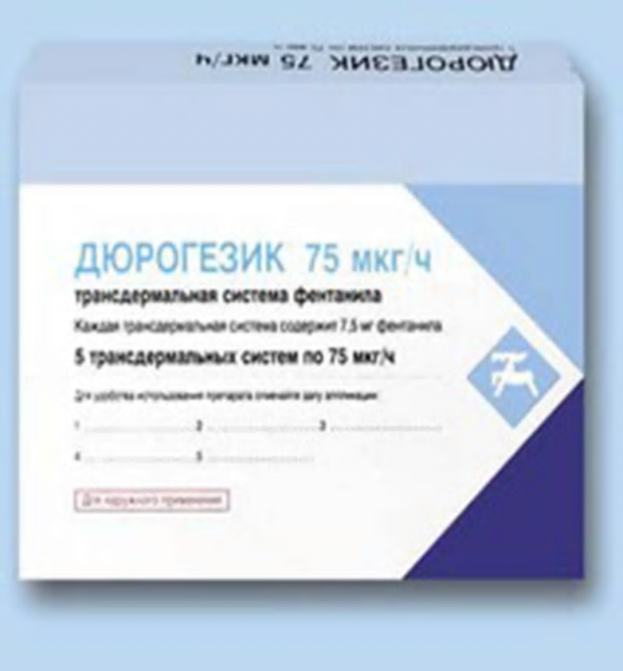 ДЮРОГЕЗИК 75 МКГ/Ч
ДЮРОГЕЗИК 75 мкг/ч
трансдермальная система фентанила
Каждая трансдермальная система содержит 7,5 мг фентанила
5 трансдермальных систем по 75 мкг/ч
Для удобства использования препарата отмечайте дату аппликации:
1 2 3
4 5
Для наружного применения